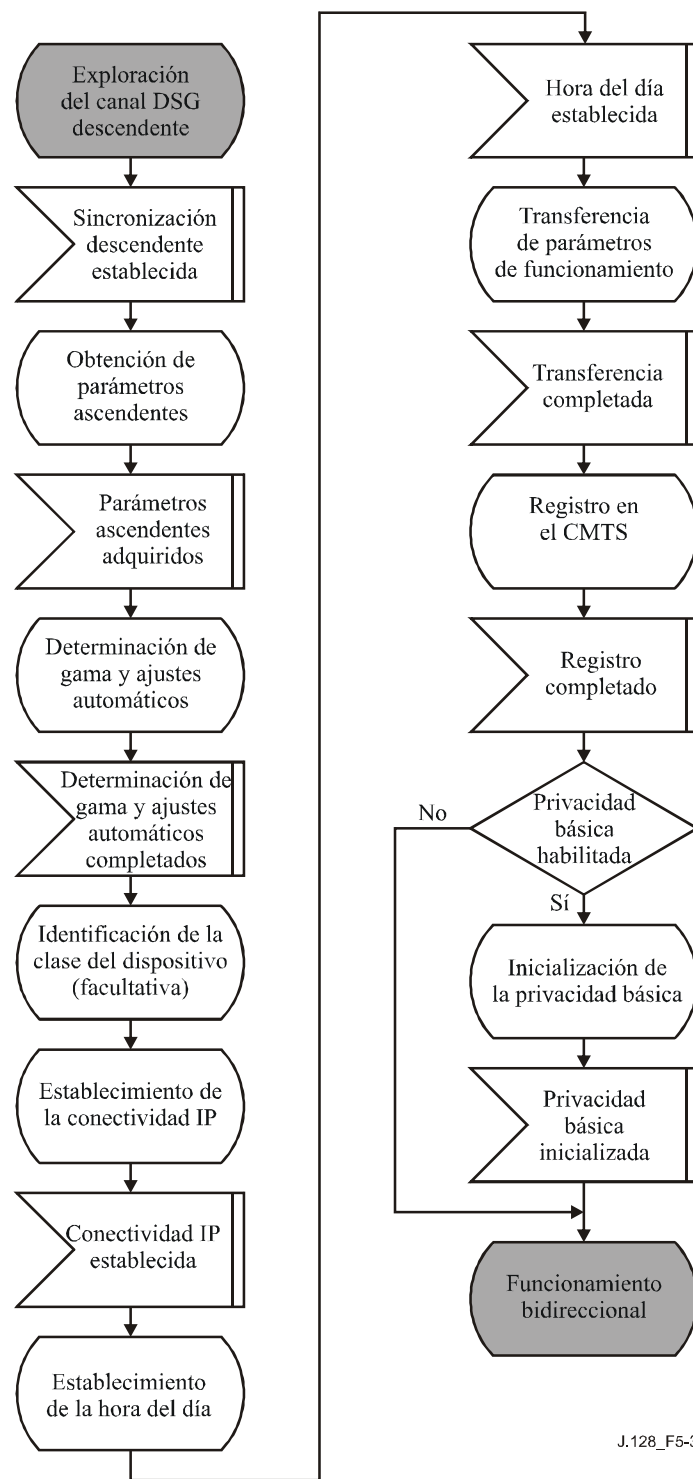 Exploración
del canal DSG
descendente
Sincronización
descendente
establecida
Obtención de
parámetros
ascendentes
Parámetros
ascendentes
adquiridos
Determinación de
gama y ajustes
automáticos
Determinación de
gama y ajustes
automáticos
completados
Identificación de la
clase del dispositivo
(facultativa)
Establecimiento de
la conectividad IP
Conectividad IP
establecida
Establecimiento
de la hora del día
Hora del día
establecida
Transferencia
de parámetros
de funcionamiento
Transferencia
completada
Registro en
el CMTS
Registro
completado
Privacidad
básica
habilitada
No
Sí
Inicialización de
la privacidad básica
Privacidad
básica
inicializada
Funcionamiento
bidireccional
J.128_F5-3